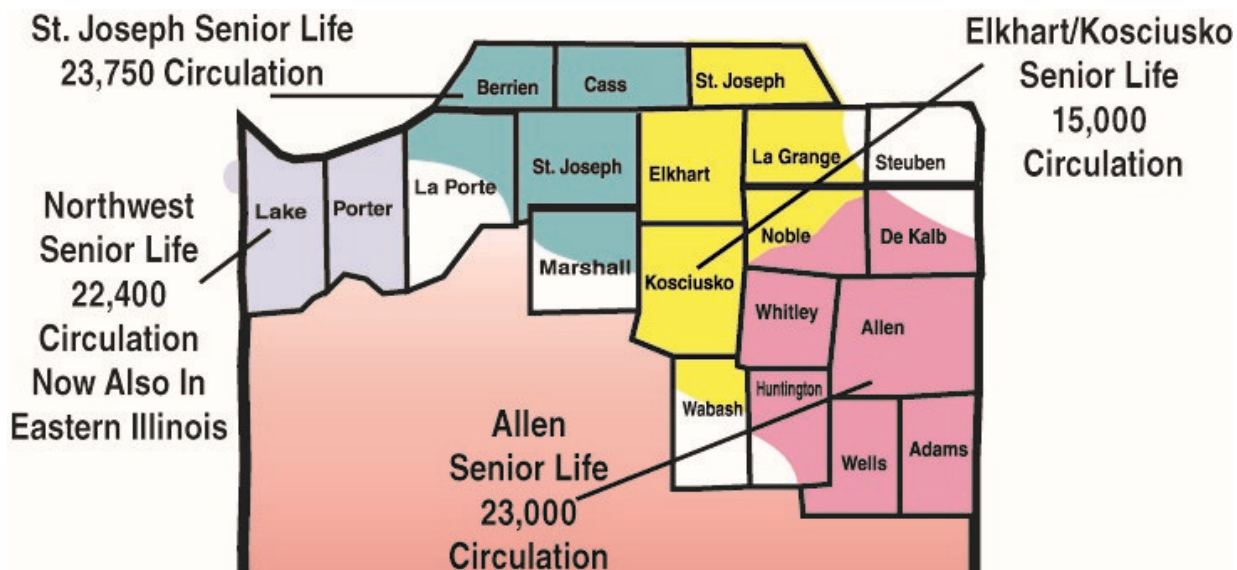 St. Joseph Senior Life
23,750 Circulation
Elkhart/Kosciusko
Senior Life
15,000
Circulation
Northwest
Senior Life
22,400
Circulation
Now Also In
Eastern Illinois
Allen
Senior Life
23,000
Circulation
Berrien
Cass
St. Joseph
Lake
Porter
La Porte
St. Joseph
Marshall
Elkhart
Kosciusko
La Grange
Steuben
Noble
De Kalb
Whitley
Allen
Wabash
Huntington
Wells
Adams